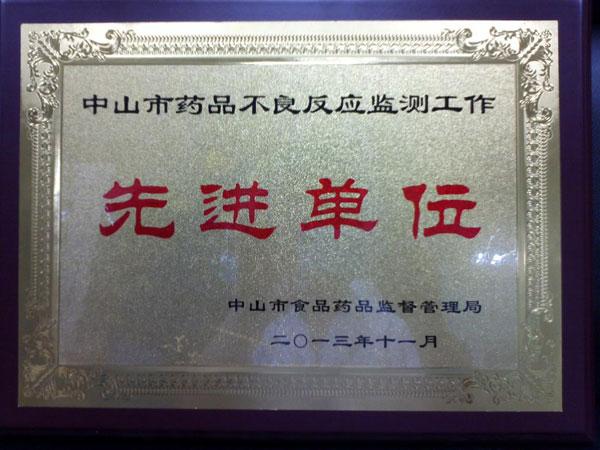 中山市药品不良反应监测工作
先进单位
中山市食品药品监督管理局
二〇一三年十一月